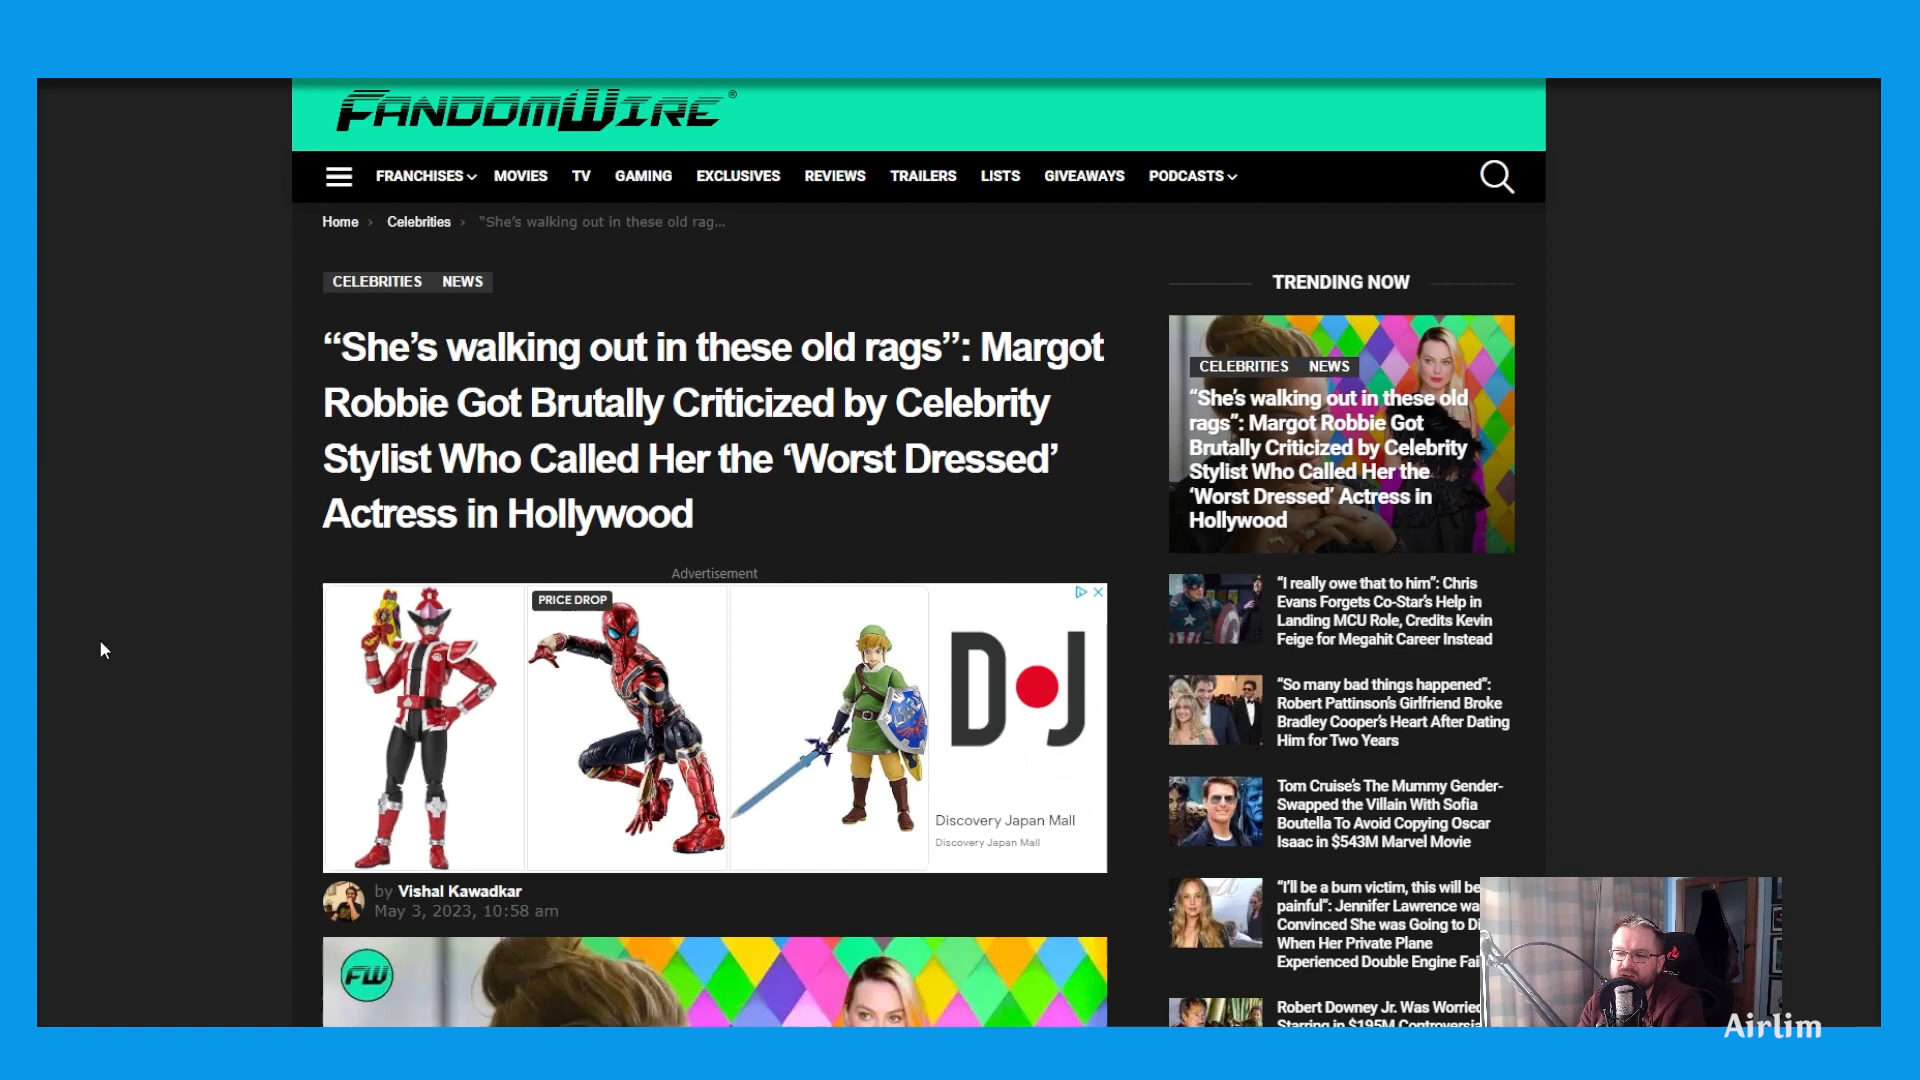 FANDOMWIRE®
FRANCHISES MOVIES TV GAMING EXCLUSIVES REVIEWS TRAILERS LISTS GIVEAWAYS PODCASTS
Home › Celebrities › “She’s walking out in these old rag…
CELEBRITIES NEWS
“She’s walking out in these old rags”: Margot
Robbie Got Brutally Criticized by Celebrity
Stylist Who Called Her the ‘Worst Dressed’
Actress in Hollywood
Advertisement
PRICE DROP
DJ
Discovery Japan Mall
Discovery Japan Mall
by Vishal Kawadkar
May 3, 2023, 10:58 am
FW
TRENDING NOW
CELEBRITIES NEWS
“She’s walking out in these old
rags”: Margot Robbie Got
Brutally Criticized by Celebrity
Stylist Who Called Her the
‘Worst Dressed’ Actress in
Hollywood
“I really owe that to him”: Chris
Evans Forgets Co-Star’s Help in
Landing MCU Role, Credits Kevin
Feige for Megahit Career Instead
“So many bad things happened”:
Robert Pattinson’s Girlfriend Broke
Bradley Cooper’s Heart After Dating
Him for Two Years
Tom Cruise’s The Mummy Gender-
Swapped the Villain With Sofia
Boutella To Avoid Copying Oscar
Isaac in $543M Marvel Movie
“I’ll be a burn victim, this will be
painful”: Jennifer Lawrence wa
Convinced She was Going to Di
When Her Private Plane
Experienced Double Engine Fai
Robert Downey Jr. Was Worried
Starring in $195M Controversia
Airlim